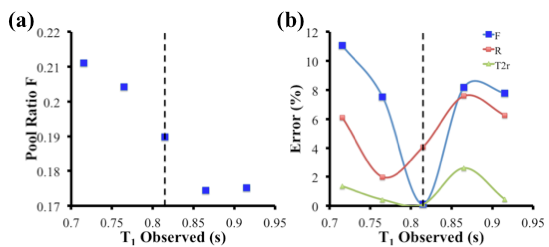 (a)
0.22
0.21
0.2
0.19
0.18
0.17
0.7
0.75
0.8
0.85
0.9
0.95
Pool Ratio F
T1 Observed (s)
(b)
12
10
8
6
4
2
0
0.7
0.75
0.8
0.85
0.9
0.95
Error (%)
T1 Observed (s)
F
R
T2r